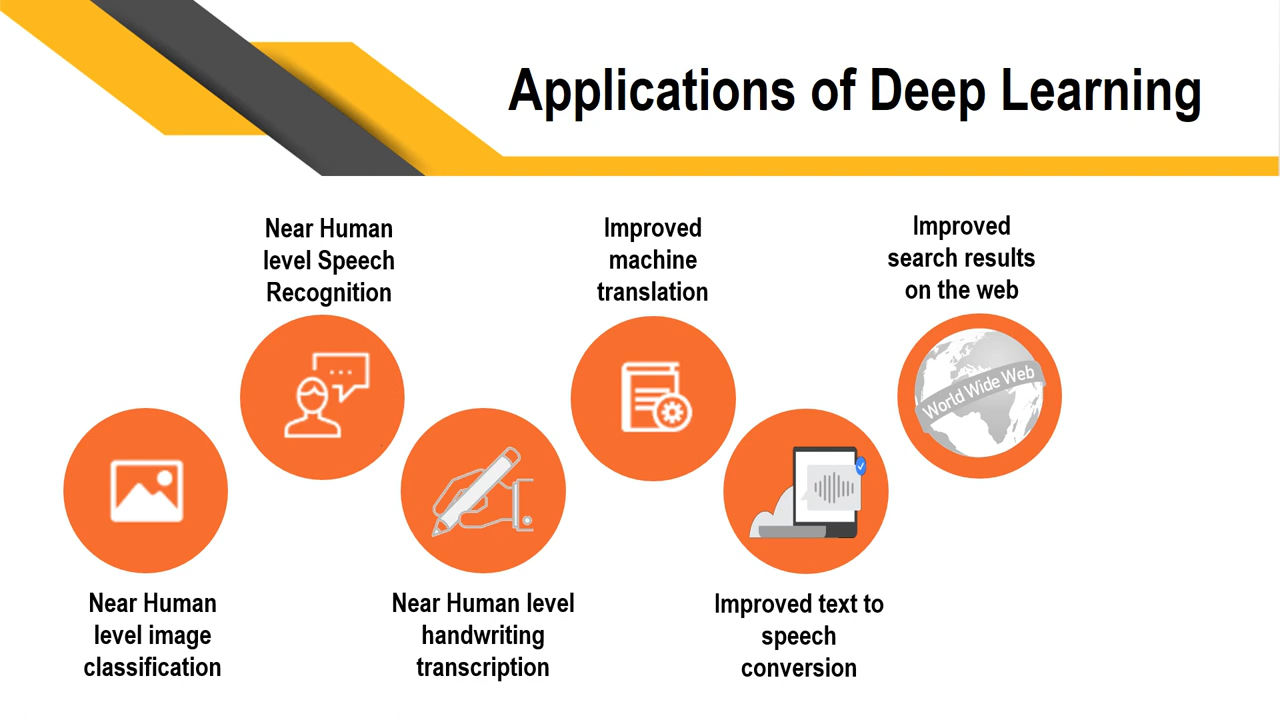 Applications of Deep Learning
Near Human
level Speech
Recognition
Improved
machine
translation
Improved
search results
on the web
World Wide Web
Near Human
level image
classification
Near Human level
handwriting
transcription
Improved text to
speech
conversion